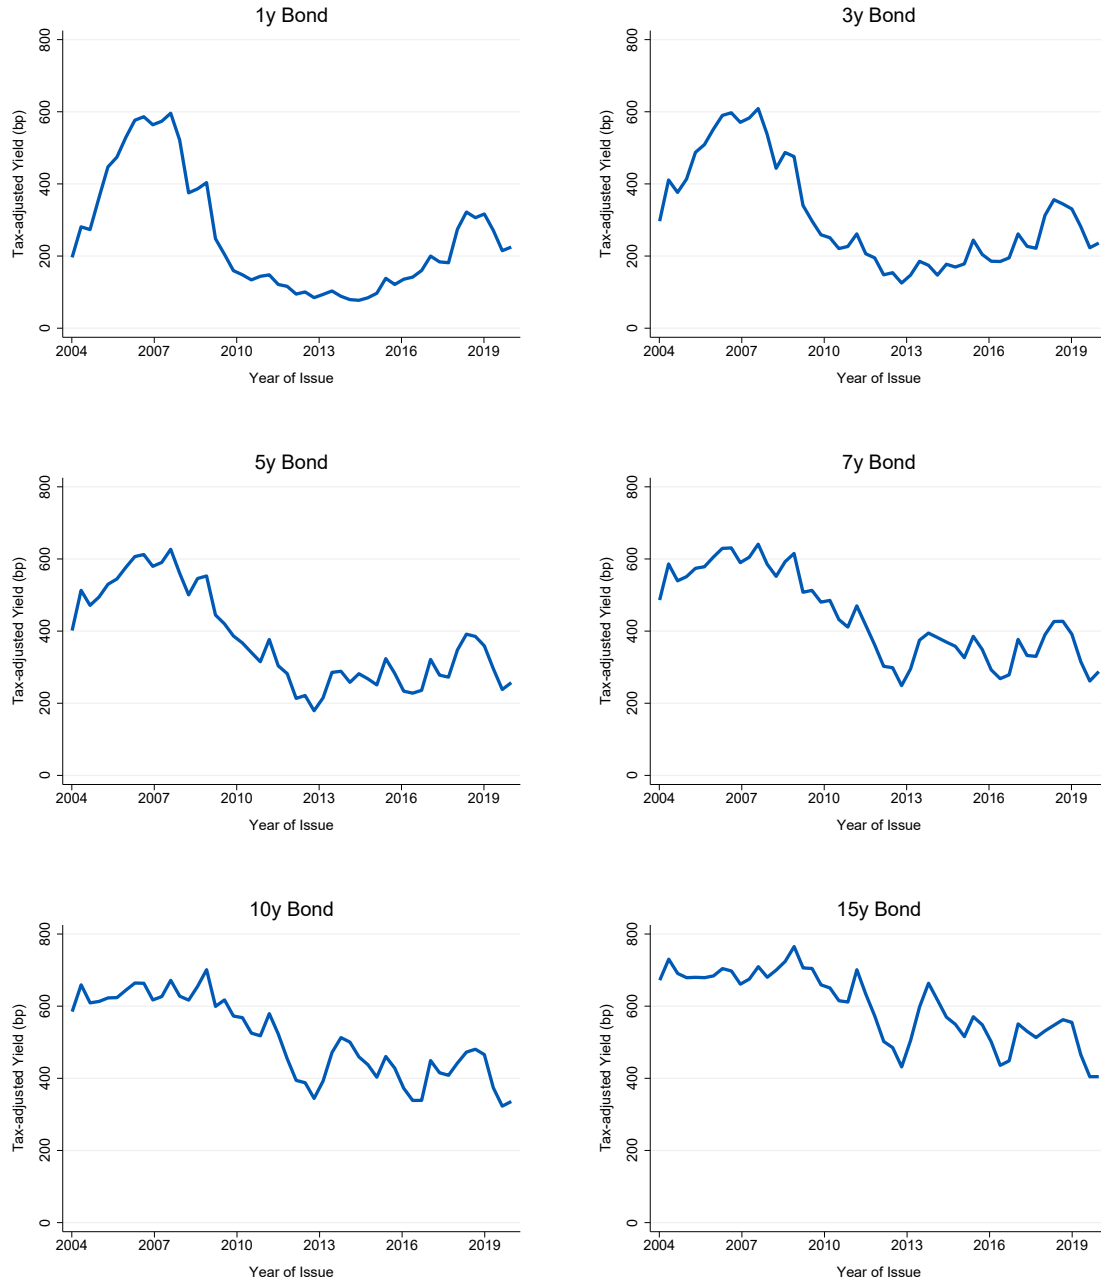 1y Bond
Tax-adjusted Yield (bp)
800
600
400
200
0
2004 2007 2010 2013 2016 2019
Year of Issue
3y Bond
Tax-adjusted Yield (bp)
800
600
400
200
0
2004 2007 2010 2013 2016 2019
Year of Issue
5y Bond
Tax-adjusted Yield (bp)
800
600
400
200
0
2004 2007 2010 2013 2016 2019
Year of Issue
7y Bond
Tax-adjusted Yield (bp)
800
600
400
200
0
2004 2007 2010 2013 2016 2019
Year of Issue
10y Bond
Tax-adjusted Yield (bp)
800
600
400
200
0
2004 2007 2010 2013 2016 2019
Year of Issue
15y Bond
Tax-adjusted Yield (bp)
800
600
400
200
0
2004 2007 2010 2013 2016 2019
Year of Issue